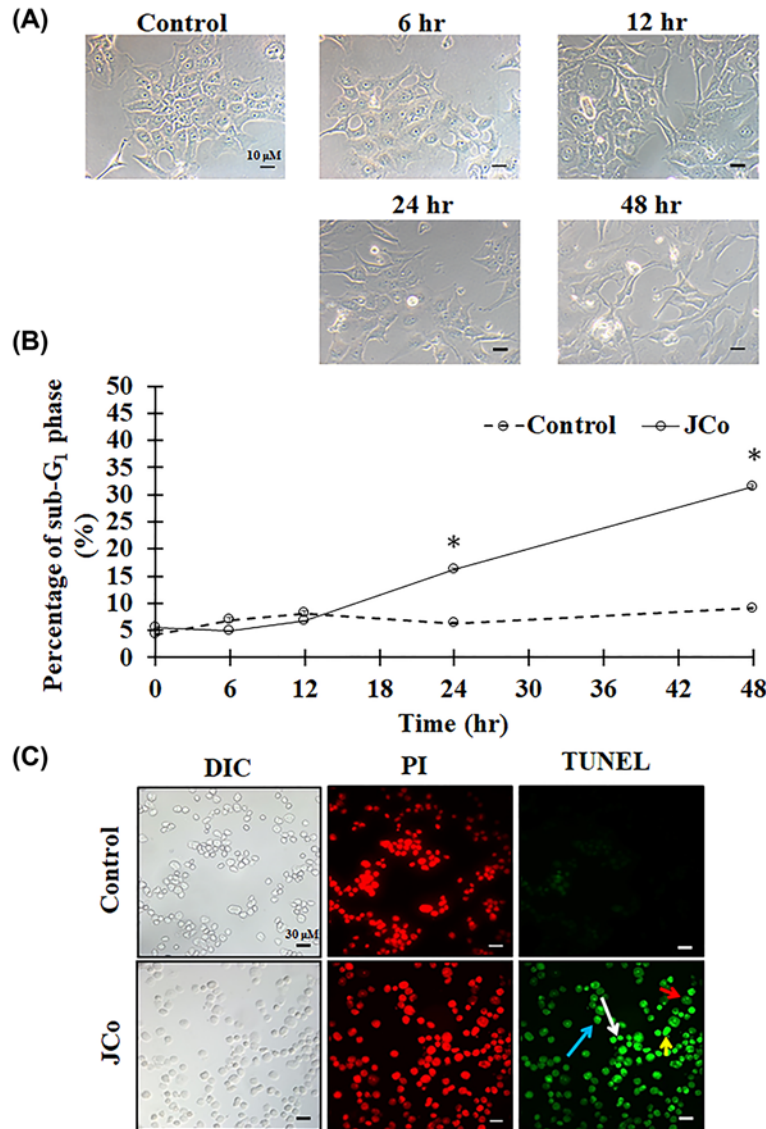 (A)
Control
6 hr
12 hr
10 µM
24 hr
48 hr
(B)
Percentage of sub-G₁ phase
(%)
50
45
40
35
30
25
20
15
10
5
0
Control
JCo
*
*
0
6
12
18
24
30
36
42
48
Time (hr)
(C)
DIC
PI
TUNEL
Control
30 µM
JCo